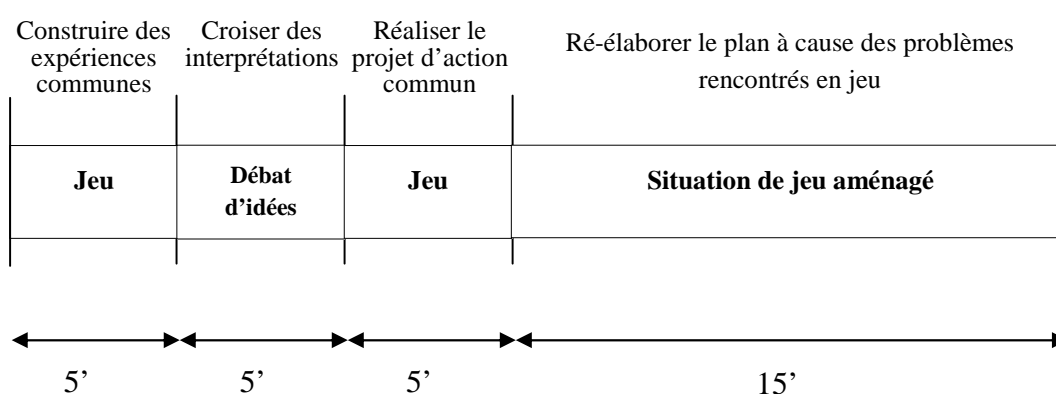 Construire des
expériences
communes
Croiser des
interprétations
Réaliser le
projet d’action
commun
Ré-élaborer le plan à cause des problèmes
rencontrés en jeu
Jeu
Débat
d’idées
Jeu
Situation de jeu aménagé
5’
5’
5’
15’